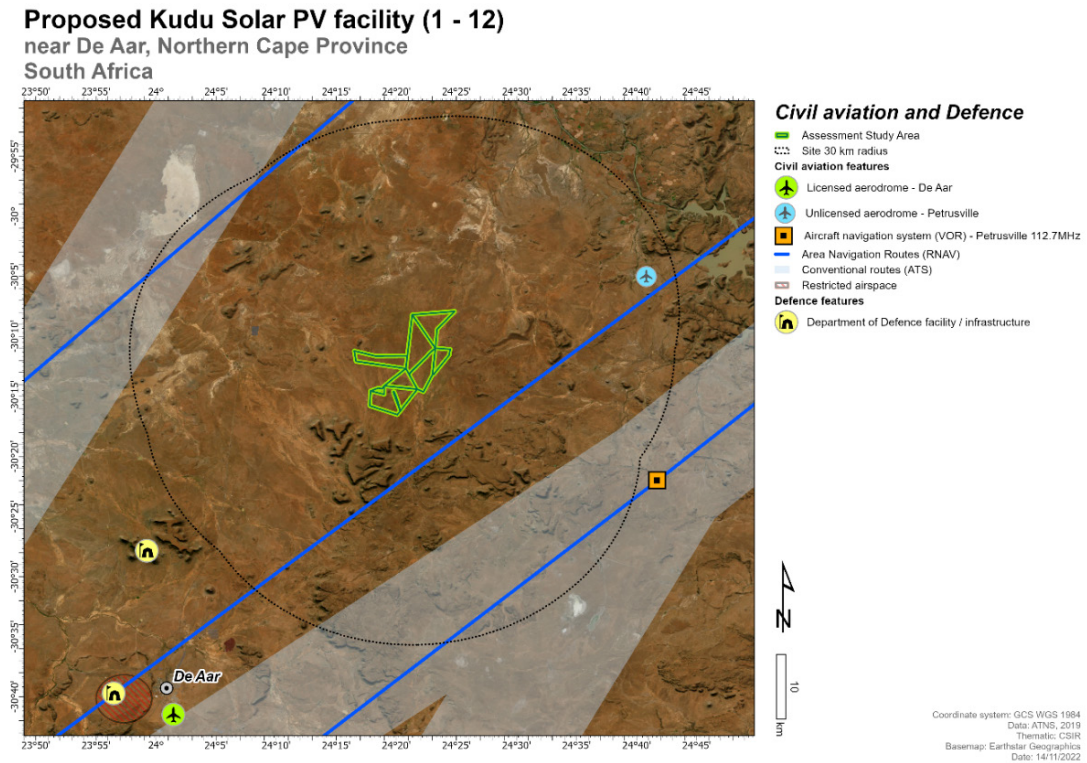 Proposed Kudu Solar PV facility (1 - 12)
near De Aar, Northern Cape Province
South Africa
23°50' 23°55' 24°0' 24°5' 24°10' 24°15' 24°20' 24°25' 24°30' 24°35' 24°40' 24°45'
-29°55'
-30°
-30°5'
-30°10'
-30°15'
-30°20'
-30°25'
-30°30'
-30°35'
-30°40'
De Aar
23°50' 23°55' 24°0' 24°5' 24°10' 24°15' 24°20' 24°25' 24°30' 24°35' 24°40' 24°45'
Civil aviation and Defence
Assessment Study Area
Site 30 km radius
Civil aviation features
Licensed aerodrome - De Aar
Unlicensed aerodrome - Petrusville
Aircraft navigation system (VOR) - Petrusville 112.7MHz
Area Navigation Routes (RNAV)
Conventional routes (ATS)
Restricted airspace
Defence features
Department of Defence facility / infrastructure
N
10
km
Coordinate system: GCS WGS 1984
Data: ATNS, 2019
Thematic: CSIR
Basemap: Earthstar Geographics
Date: 14/11/2022